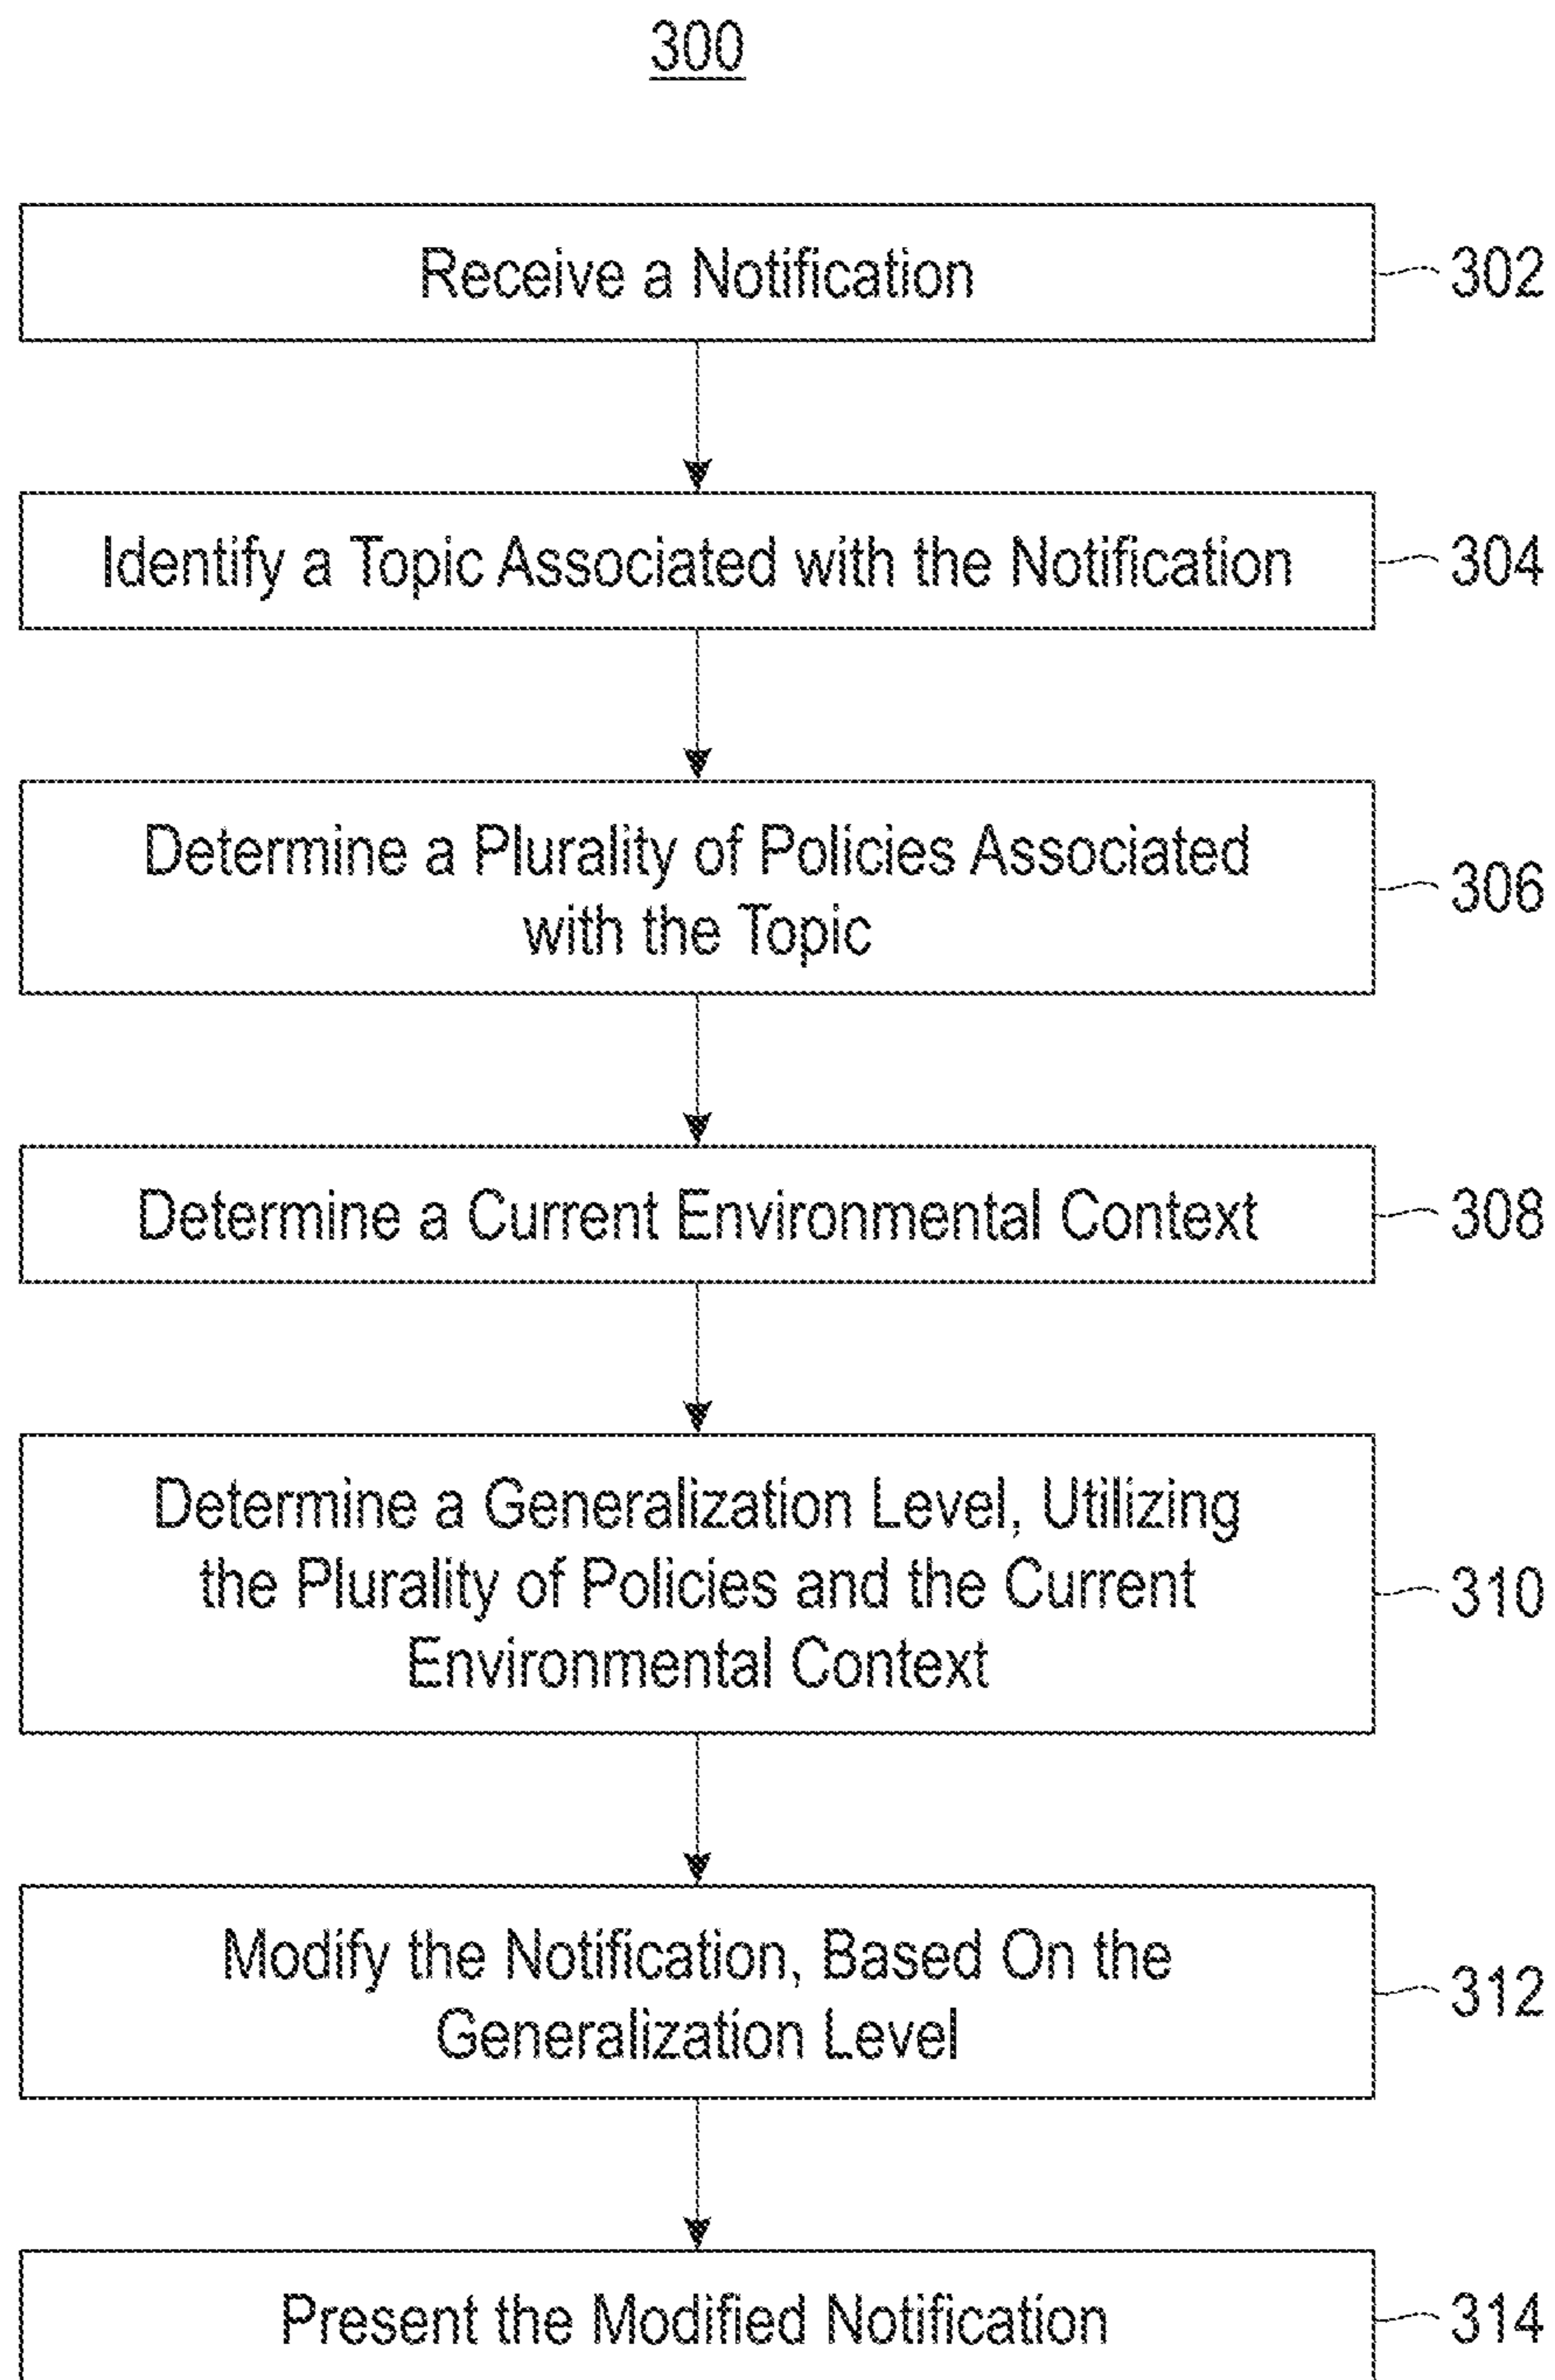 300
Receive a Notification
302
Identify a Topic Associated with the Notification
304
Determine a Plurality of Policies Associated
with the Topic
306
Determine a Current Environmental Context
308
Determine a Generalization Level, Utilizing
the Plurality of Policies and the Current
Environmental Context
310
Modify the Notification, Based On the
Generalization Level
312
Present the Modified Notification
314